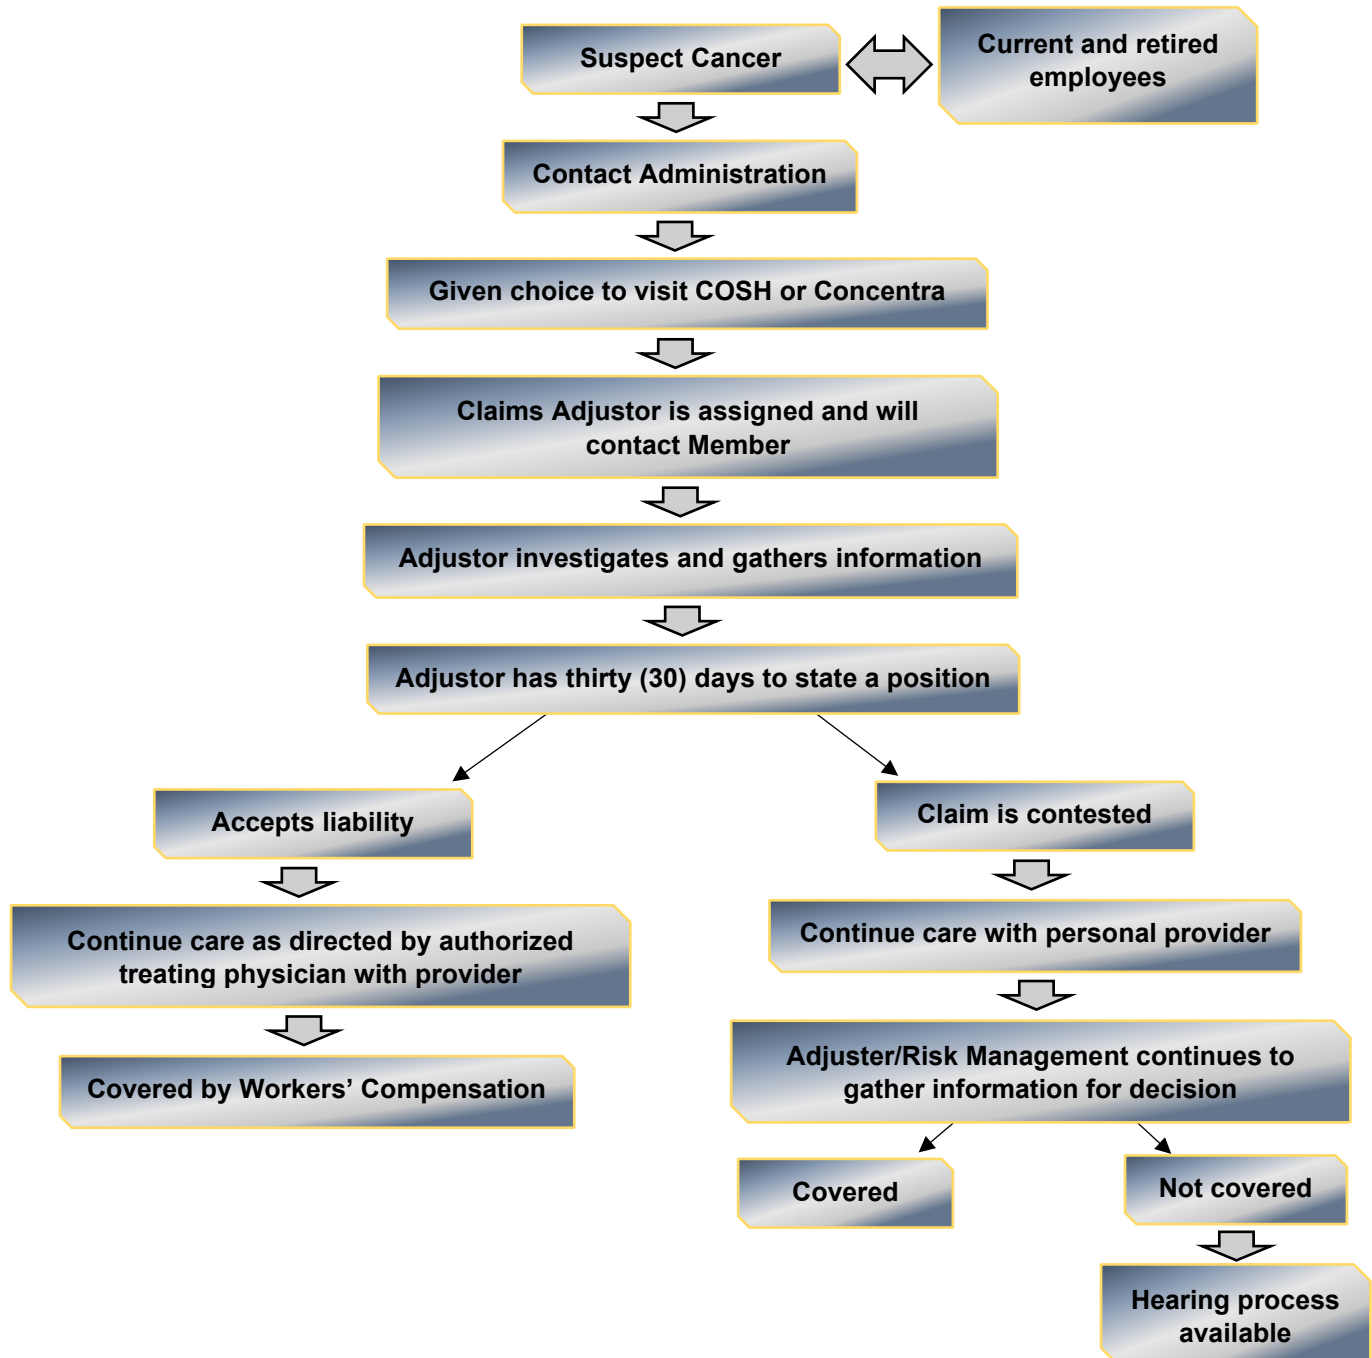 Suspect Cancer
Current and retired
employees
Contact Administration
Given choice to visit COSH or Concentra
Claims Adjustor is assigned and will
contact Member
Adjustor investigates and gathers information
Adjustor has thirty (30) days to state a position
Accepts liability
Claim is contested
Continue care as directed by authorized
treating physician with provider
Continue care with personal provider
Covered by Workers’ Compensation
Adjuster/Risk Management continues to
gather information for decision
Covered
Not covered
Hearing process
available